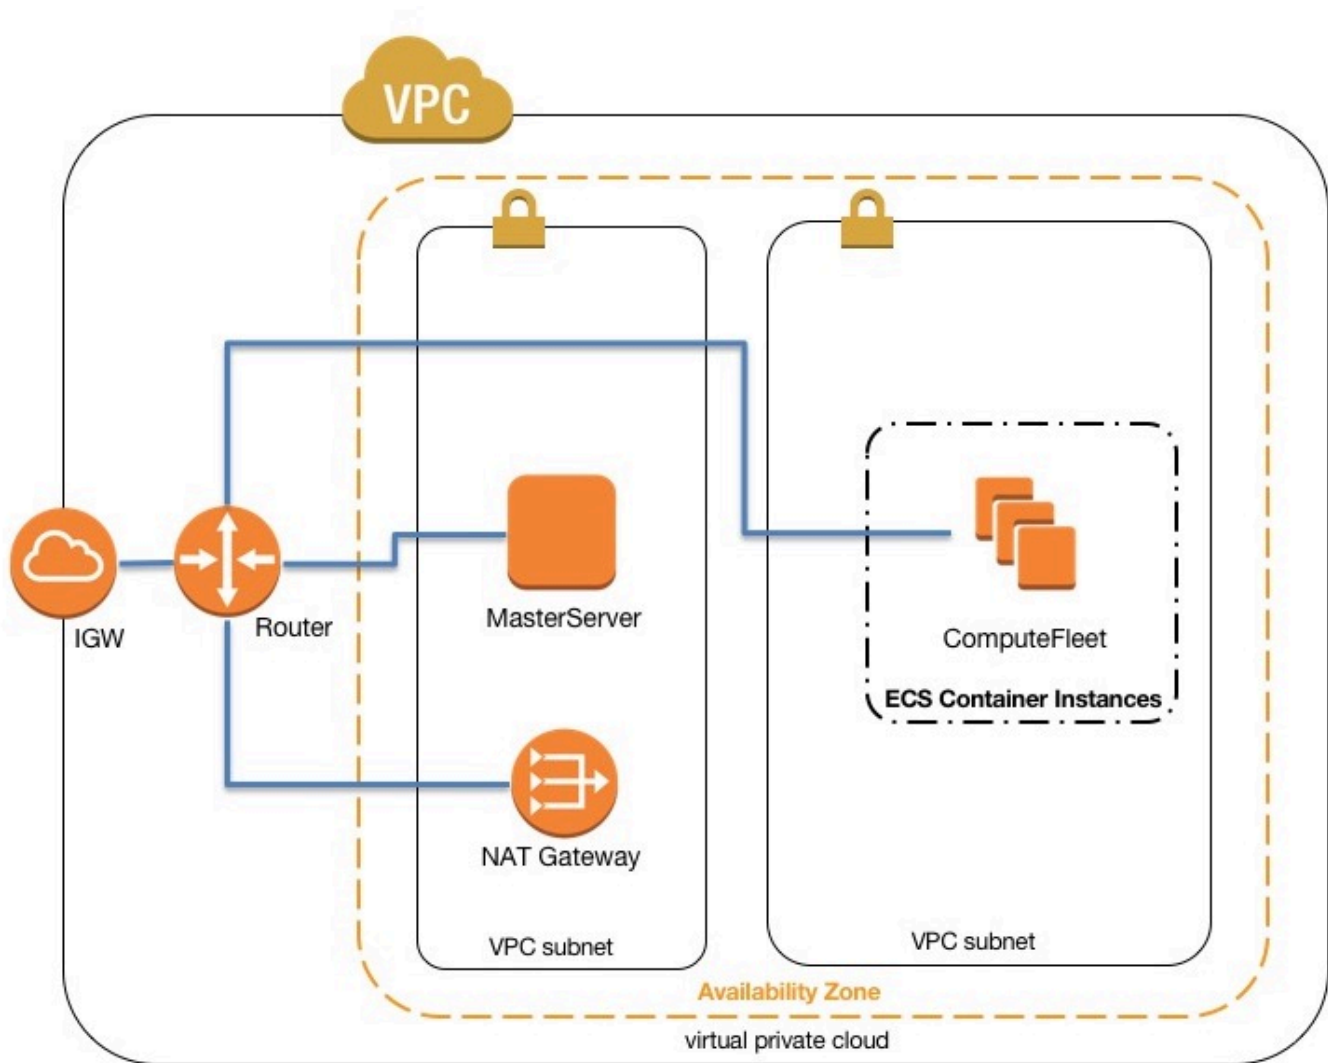 VPC
IGW
Router
MasterServer
ComputeFleet
ECS Container Instances
NAT Gateway
VPC subnet
VPC subnet
Availability Zone
virtual private cloud